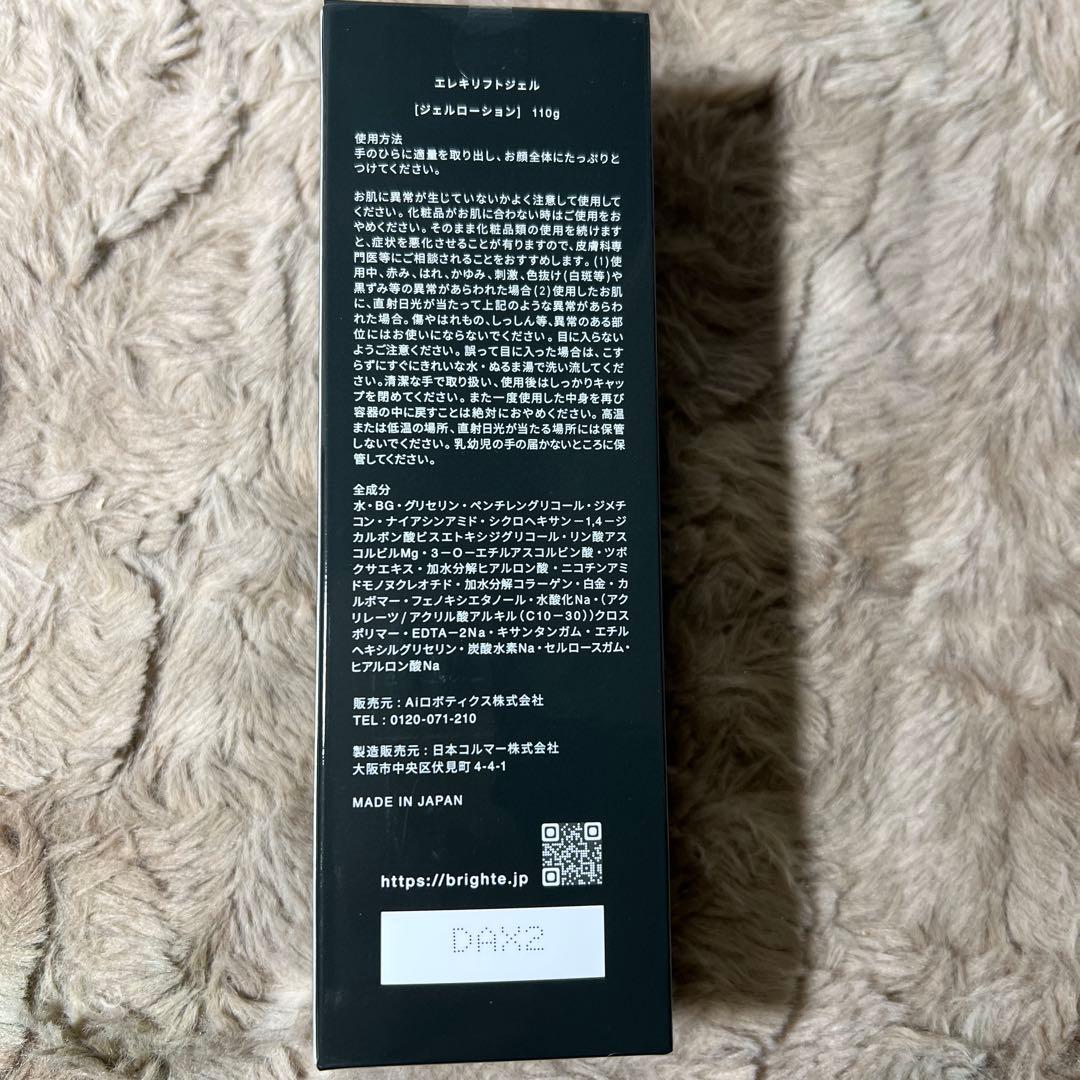 エレキリフトジェル
[ジェルローション] 110g
使用方法
手のひらに適量を取り出し、お顔全体にたっぷりと
つけてください。
お肌に異常が生じていないかよく注意して使用して
ください。化粧品がお肌に合わない時はご使用をお
やめください。そのまま化粧品類の使用を続けます
と、症状を悪化させることが有りますので、皮膚科専
門医等にご相談されることをおすすめします。(1)使
用中、赤み、はれ、かゆみ、刺激、色抜け(白斑等)や
黒ずみ等の異常があらわれた場合(2)使用したお肌
に、直射日光が当たって上記のような異常があらわ
れた場合。傷やはれもの、しっしん等、異常のある部
位にはお使いにならないでください。目に入らない
ようご注意ください。誤って目に入った場合は、こす
らずにすぐにきれいな水・ぬるま湯で洗い流してくだ
さい。清潔な手で取り扱い、使用後はしっかりキャッ
プを閉めてください。また一度使用した中身を再び
容器の中に戻すことは絶対におやめください。高温
または低温の場所、直射日光が当たる場所には保管
しないでください。乳幼児の手の届かないところに保
管してください。
全成分
水・BG・グリセリン・ペンチレングリコール・ジメチ
コン・ナイアシンアミド・シクロヘキサン－1,4－ジ
カルボン酸ビスエトキシジグリコール・リン酸アス
コルビルMg・3－O－エチルアスコルビン酸・ツボ
クサエキス・加水分解ヒアルロン酸・ニコチンアミ
ドモノヌクレオチド・加水分解コラーゲン・白金・カ
ルボマー・フェノキシエタノール・水酸化Na・(アク
リレーツ/アクリル酸アルキル(C10－30))クロス
ポリマー・EDTA－2Na・キサンタンガム・エチル
ヘキシルグリセリン・炭酸水素Na・セルロースガム・
ヒアルロン酸Na
販売元：Aiロボティクス株式会社
TEL：0120-071-210
製造販売元：日本コルマー株式会社
大阪市中央区伏見町4-4-1
MADE IN JAPAN
https://brighte.jp
DAX2